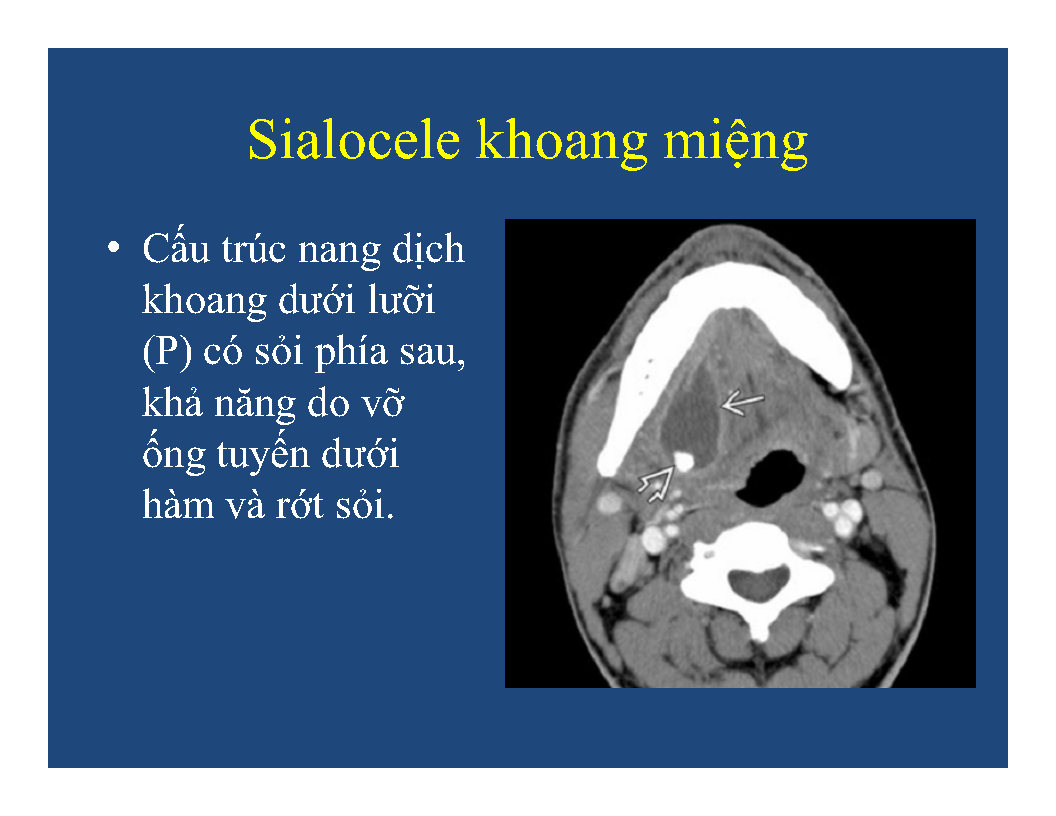 Sialocele khoang miệng
• Cấu trúc nang dịch
khoang dưới lưỡi
(P) có sỏi phía sau,
khả năng do vỡ
ống tuyến dưới
hàm và rớt sỏi.